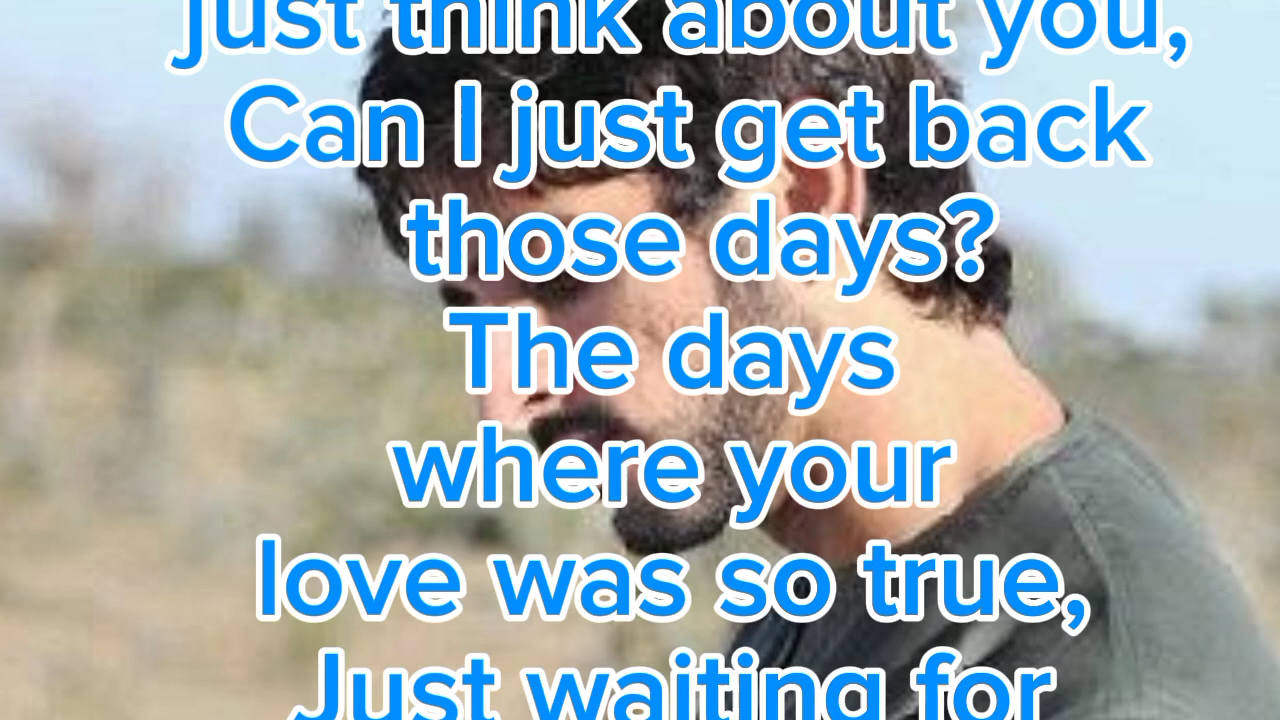 just think about you,
Can I just get back
those days?
The days
where your
love was so true,
Just waiting for